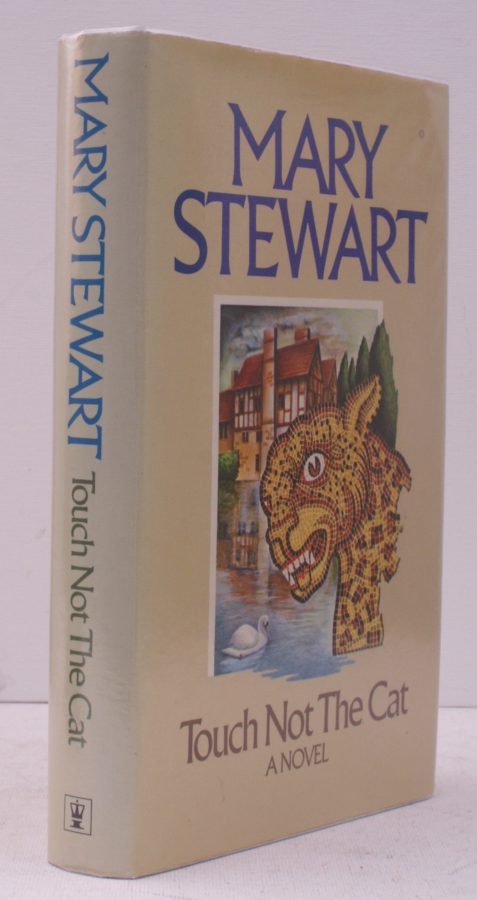 MARY STEWART Touch Not The Cat
MARY
STEWART
Touch Not The Cat
A NOVEL